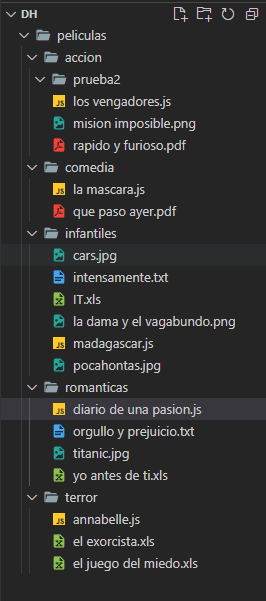 DH
peliculas
accion
prueba2
los vengadores.js
mision imposible.png
rapido y furioso.pdf
comedia
la mascara.js
que paso ayer.pdf
infantiles
cars.jpg
intensamente.txt
IT.xls
la dama y el vagabundo.png
madagascar.js
pocahontas.jpg
romanticas
diario de una pasion.js
orgullo y prejuicio.txt
titanic.jpg
yo antes de ti.xls
terror
annabelle.js
el exorcista.xls
el juego del miedo.xls